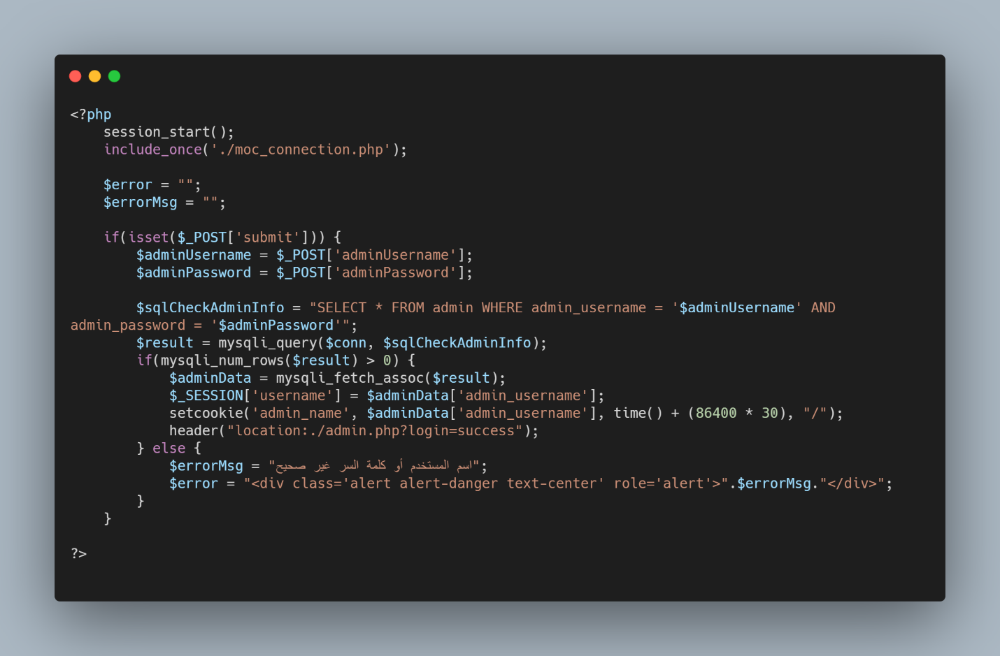 <?php
    session_start();
    include_once('./moc_connection.php');

    $error = "";
    $errorMsg = "";

    if(isset($_POST['submit'])) {
        $adminUsername = $_POST['adminUsername'];
        $adminPassword = $_POST['adminPassword'];

        $sqlCheckAdminInfo = "SELECT * FROM admin WHERE admin_username = '$adminUsername' AND
admin_password = '$adminPassword'";
        $result = mysqli_query($conn, $sqlCheckAdminInfo);
        if(mysqli_num_rows($result) > 0) {
            $adminData = mysqli_fetch_assoc($result);
            $_SESSION['username'] = $adminData['admin_username'];
            setcookie('admin_name', $adminData['admin_username'], time() + (86400 * 30), "/");
            header("location:./admin.php?login=success");
        } else {
            $errorMsg = "اسم المستخدم أو كلمة السر غير صحيح";
            $error = "<div class='alert alert-danger text-center' role='alert'>".$errorMsg."</div>";
        }
    }

?>